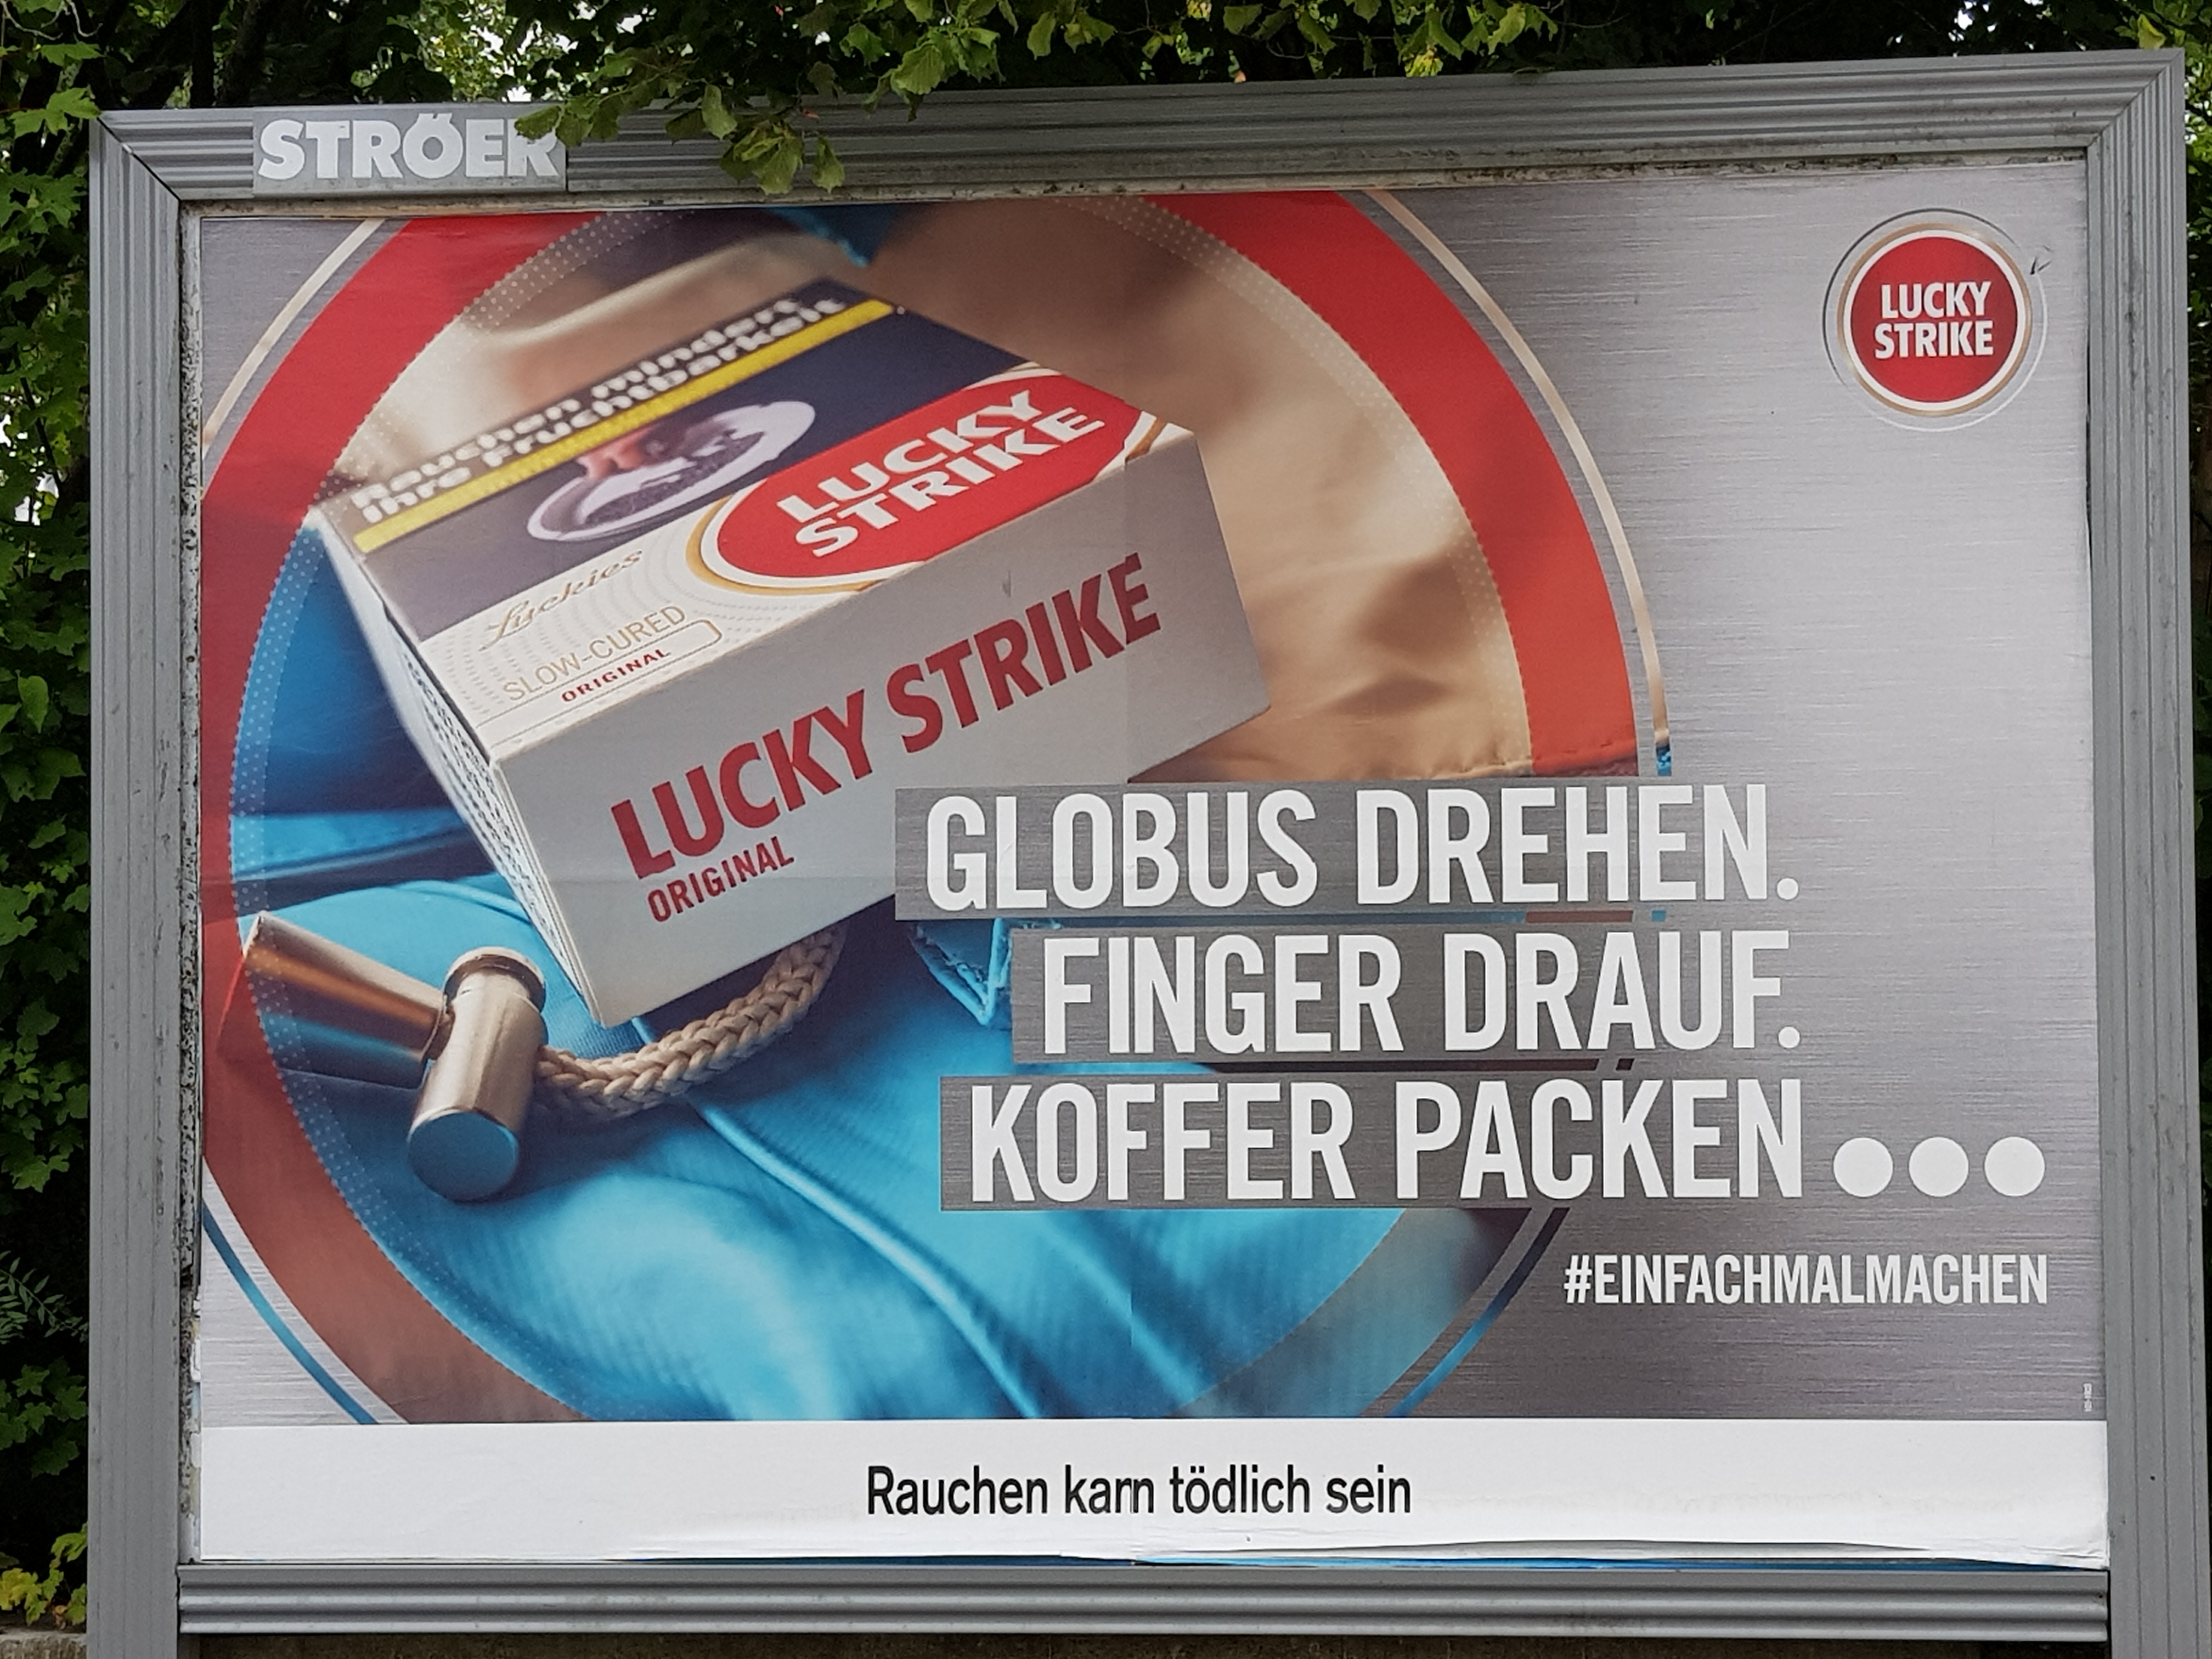 STRÖER
LUCKY
STRIKE
Rauchen mindert
Ihre Fruchtbarkeit
LUCKY
STRIKE
Luckies
SLOW-CURED
ORIGINAL
LUCKY STRIKE
ORIGINAL
GLOBUS DREHEN.
FINGER DRAUF.
KOFFER PACKEN...
#EINFACHMALMACHEN
Rauchen kann tödlich sein